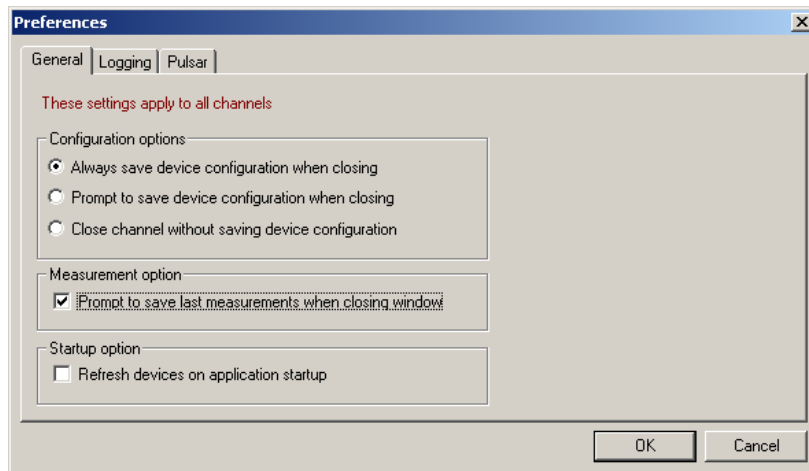 Preferences
General Logging Pulsar
These settings apply to all channels
Configuration options
Always save device configuration when closing
Prompt to save device configuration when closing
Close channel without saving device configuration
Measurement option
Prompt to save last measurements when closing window
Startup option
Refresh devices on application startup
OK Cancel